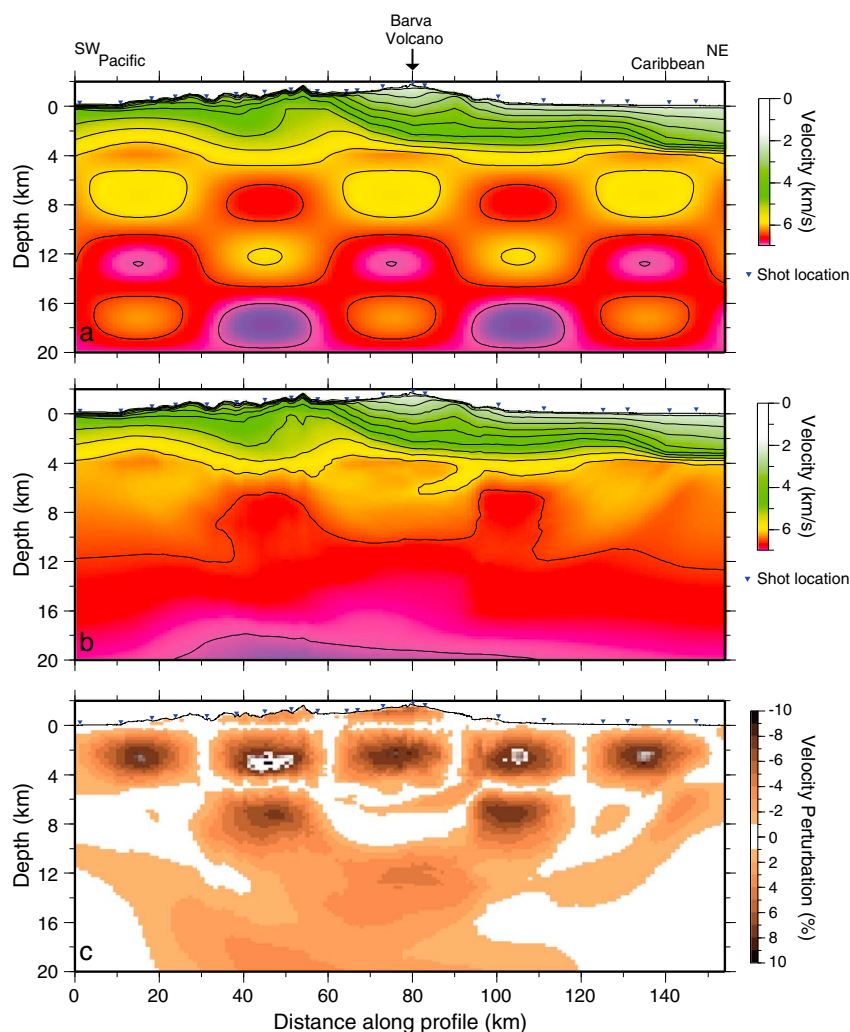 Barva
Volcano
SW
Pacific
Caribbean
NE
0
4
8
12
16
20
Depth (km)
a
0
2
4
6
Velocity (km/s)
Shot location
0
4
8
12
16
20
Depth (km)
b
0
2
4
6
Velocity (km/s)
Shot location
0
4
8
12
16
20
Depth (km)
c
-10
-8
-6
-4
-2
0
2
4
6
8
10
Velocity Perturbation (%)
0
20
40
60
80
100
120
140
Distance along profile (km)